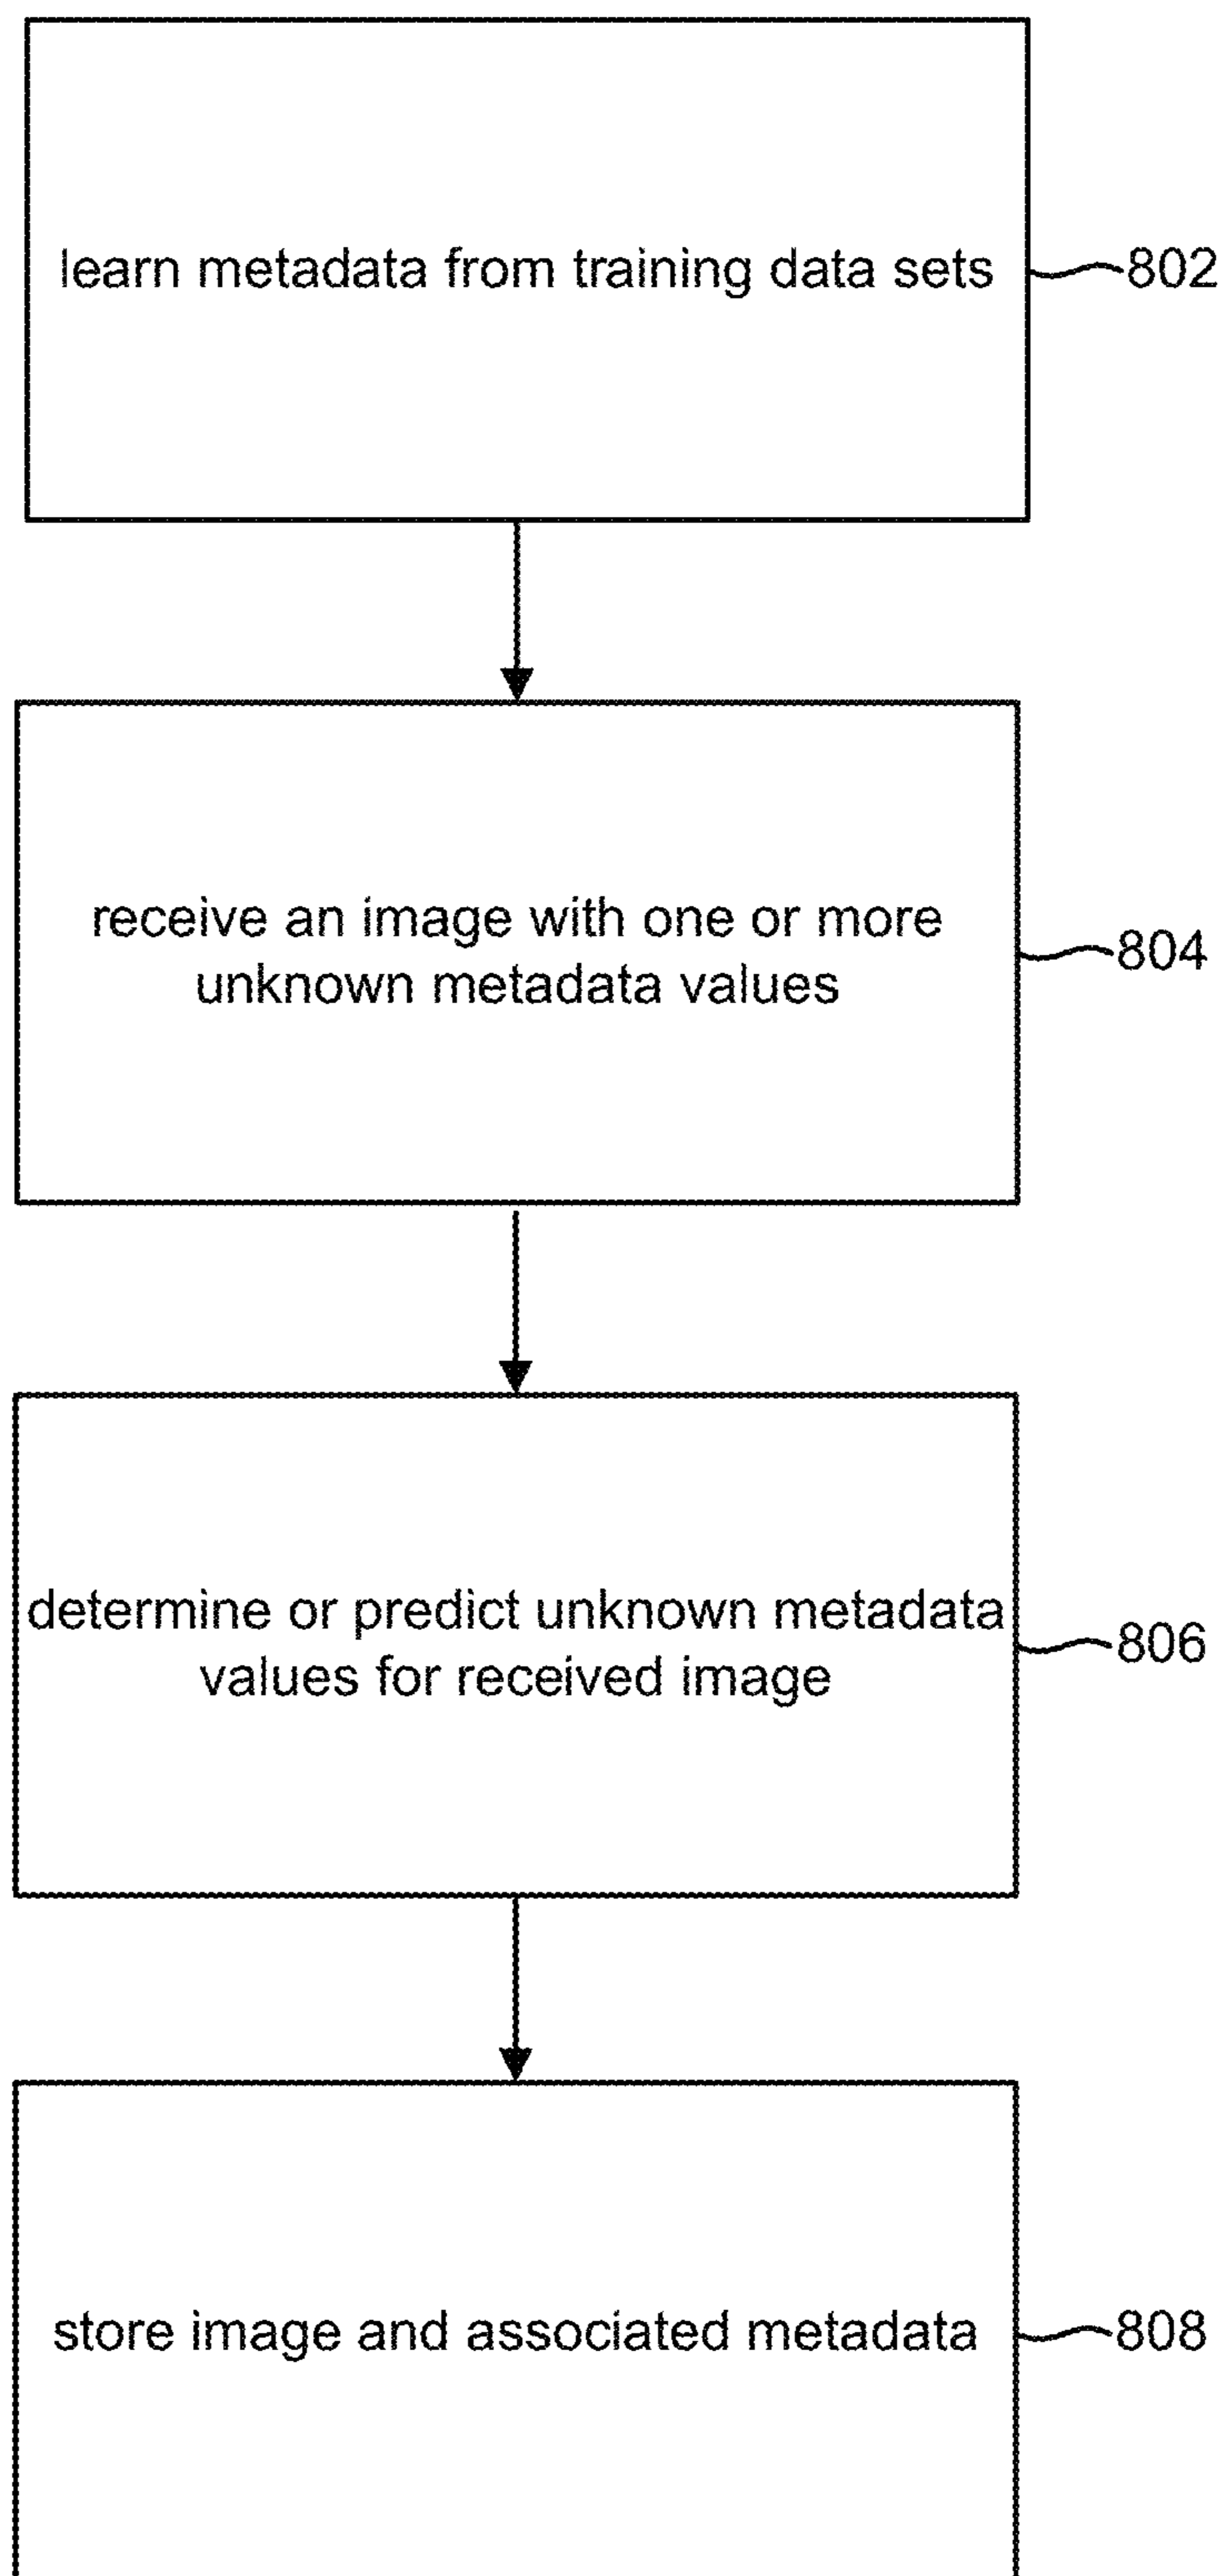 learn metadata from training data sets
802
receive an image with one or more
unknown metadata values
804
determine or predict unknown metadata
values for received image
806
store image and associated metadata
808